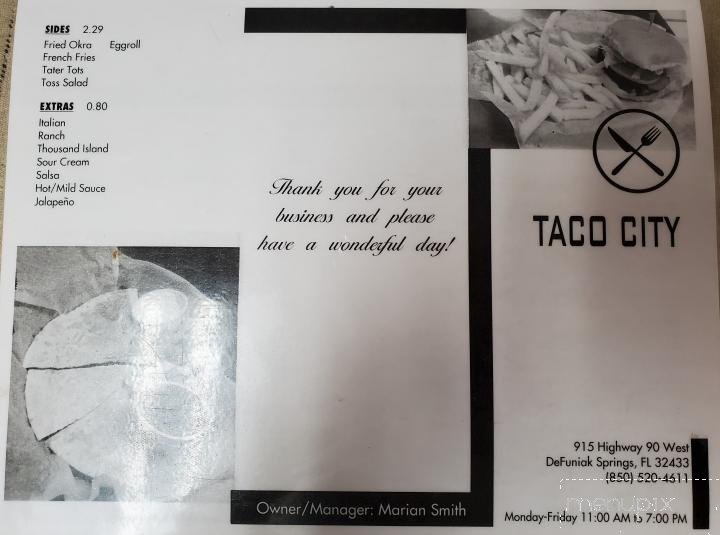 SIDES 2.29
Fried Okra Eggroll
French Fries
Tater Tots
Toss Salad
EXTRAS 0.80
Italian
Ranch
Thousand Island
Sour Cream
Salsa
Hot/Mild Sauce
Jalapeño
Thank you for your
business and please
have a wonderful day!
Owner/Manager: Marian Smith
TACO CITY
915 Highway 90 West
DeFuniak Springs, FL 32433
(850) 520-4611
menupix
Monday-Friday 11:00 AM to 7:00 PM